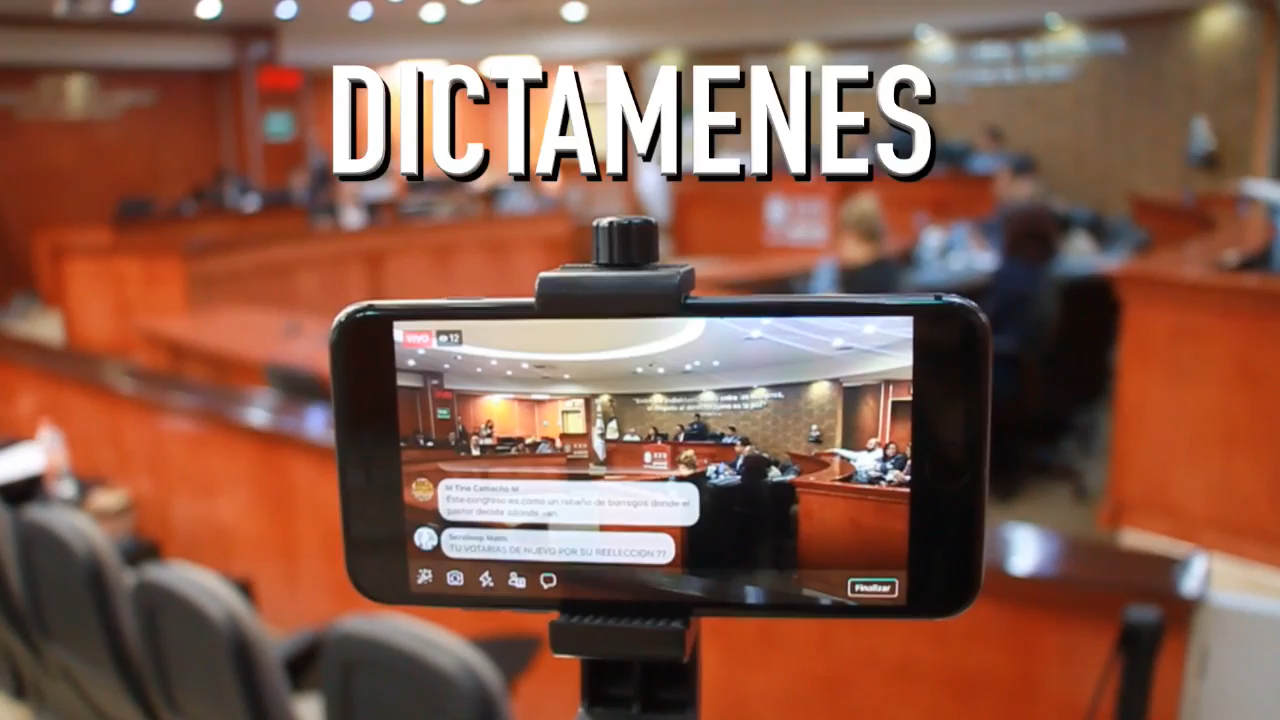 DICTAMENES
VIVO 12
M Tina Camacho M
Este congreso es como un rebaño de borregos donde el
pastor decide adonde van.
TU VOTARIAS DE NUEVO POR SU REELECCION ??
Finalizar